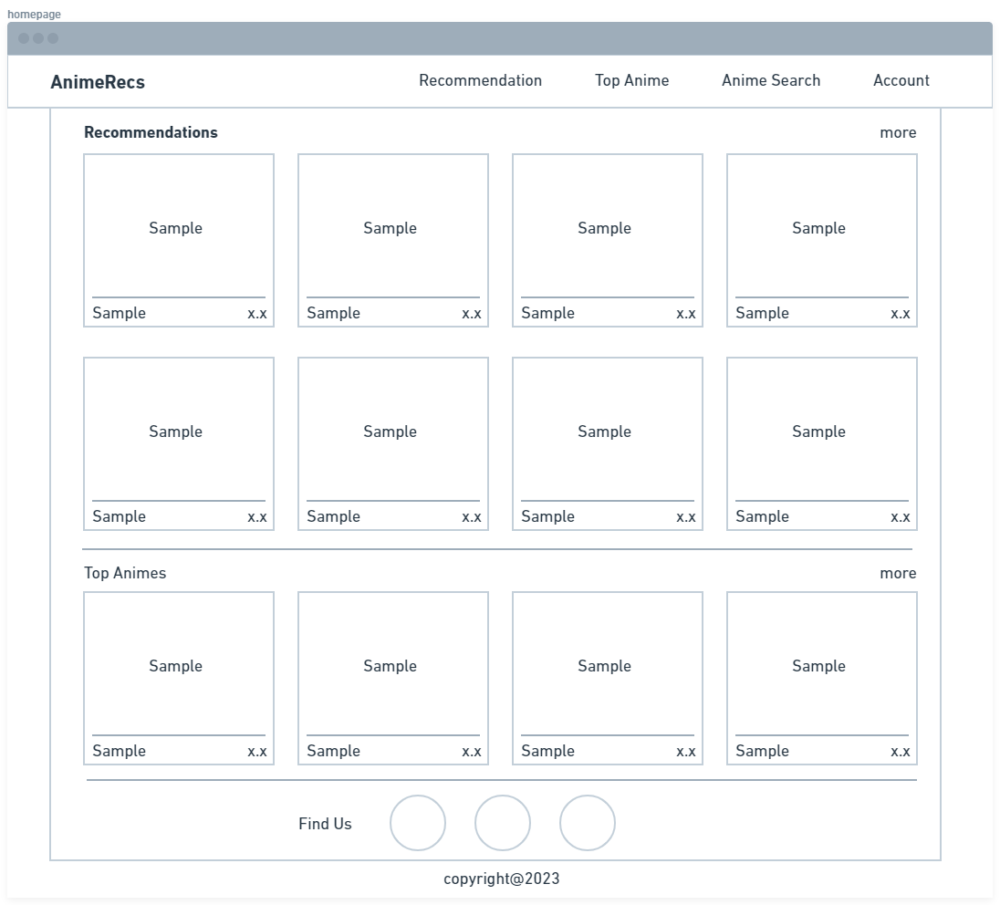 homepage
AnimeRecs Recommendation Top Anime Anime Search Account
Recommendations more
Sample Sample Sample Sample
Sample x.x Sample x.x Sample x.x Sample x.x
Sample Sample Sample Sample
Sample x.x Sample x.x Sample x.x Sample x.x
Top Animes more
Sample Sample Sample Sample
Sample x.x Sample x.x Sample x.x Sample x.x
Find Us
copyright@2023